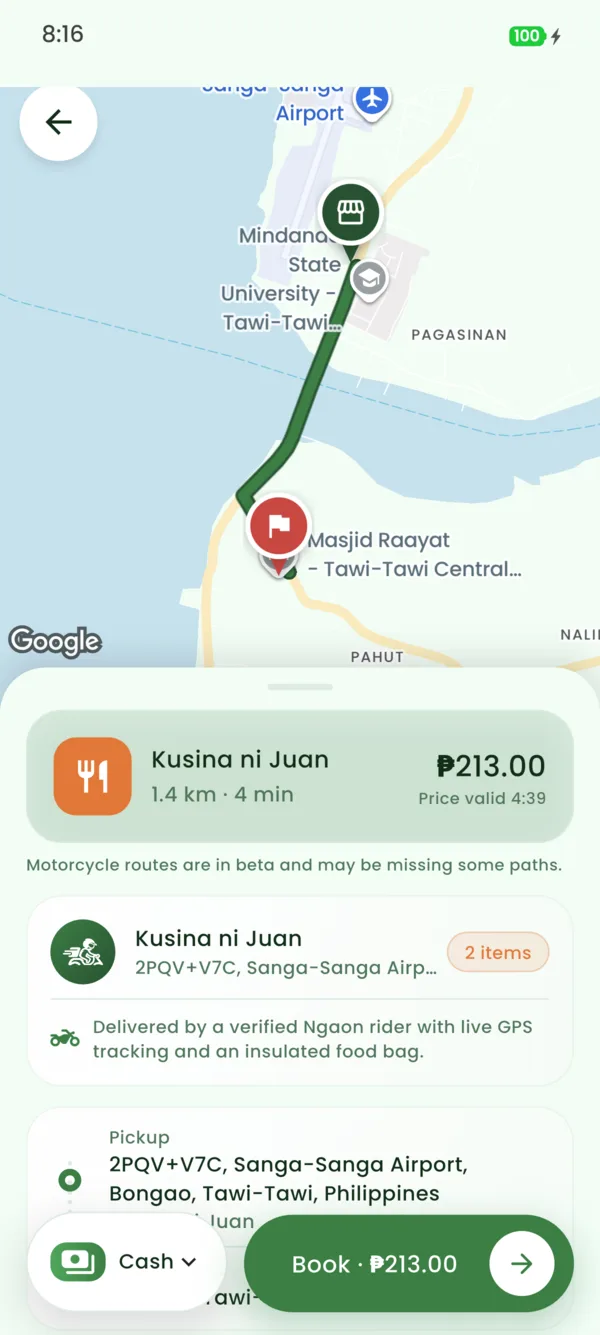 8:16
100
Airport
State
University -
Tawi-Tawi...
PAGASINAN
Masjid Raayat
- Tawi-Tawi Central...
Google
PAHUT
Kusina ni Juan
₱213.00
1.4 km · 4 min
Price valid 4:39
Motorcycle routes are in beta and may be missing some paths.
Kusina ni Juan
2PQV+V7C, Sanga-Sanga Airp...
2 items
Delivered by a verified Ngaon rider with live GPS
tracking and an insulated food bag.
Pickup
2PQV+V7C, Sanga-Sanga Airport,
Bongao, Tawi-Tawi, Philippines
Juan
Cash
Book · ₱213.00